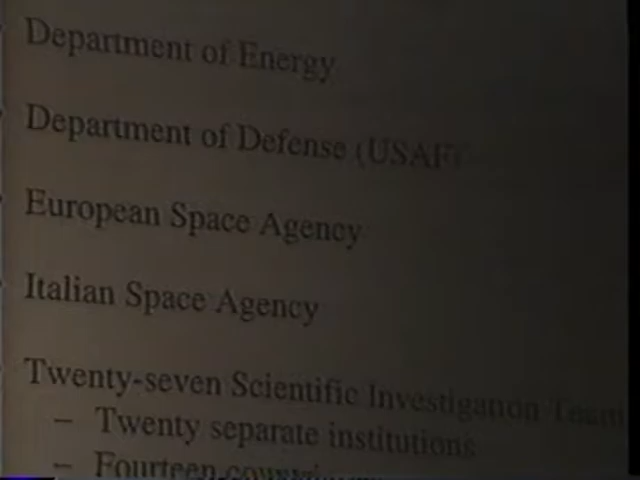 Department of Energy
Department of Defense (USAF)
European Space Agency
Italian Space Agency
Twenty-seven Scientific Investigation Team
– Twenty separate institutions
– Fourteen